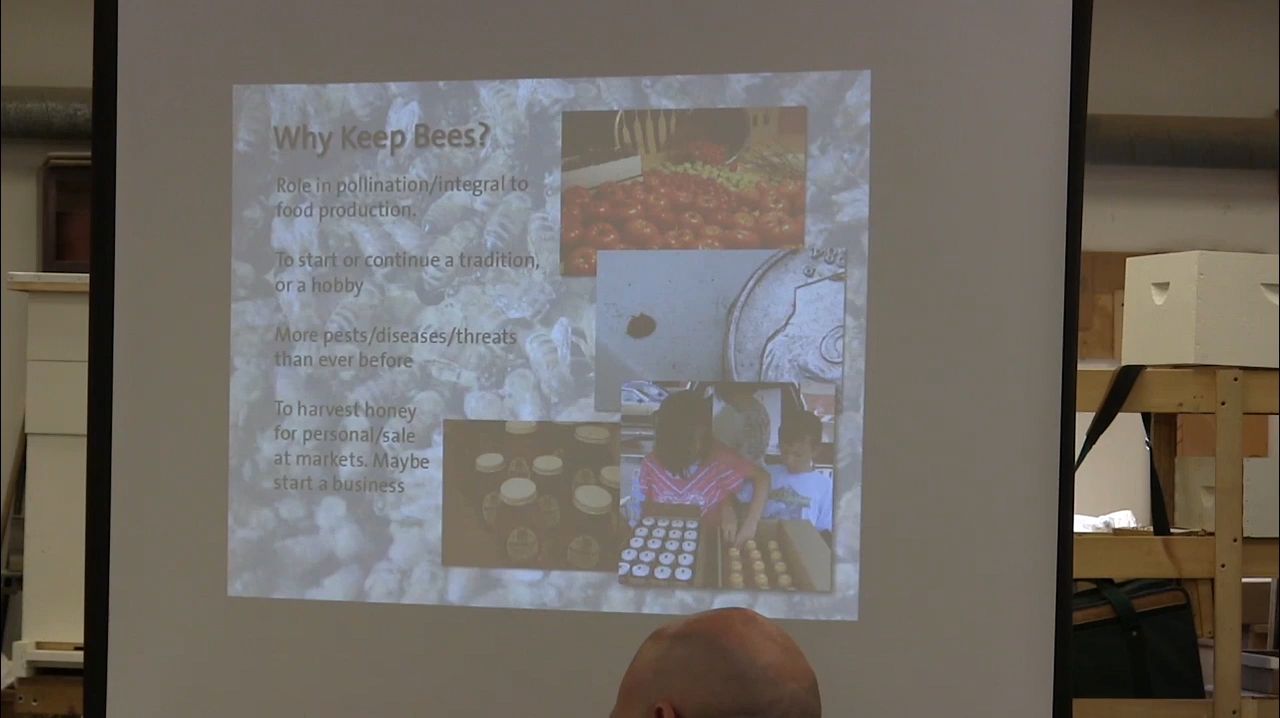 Why Keep Bees?
Role in pollination/integral to
food production.
To start or continue a tradition,
or a hobby
More pests/diseases/threats
than ever before
To harvest honey
for personal/sale
at markets. Maybe
start a business